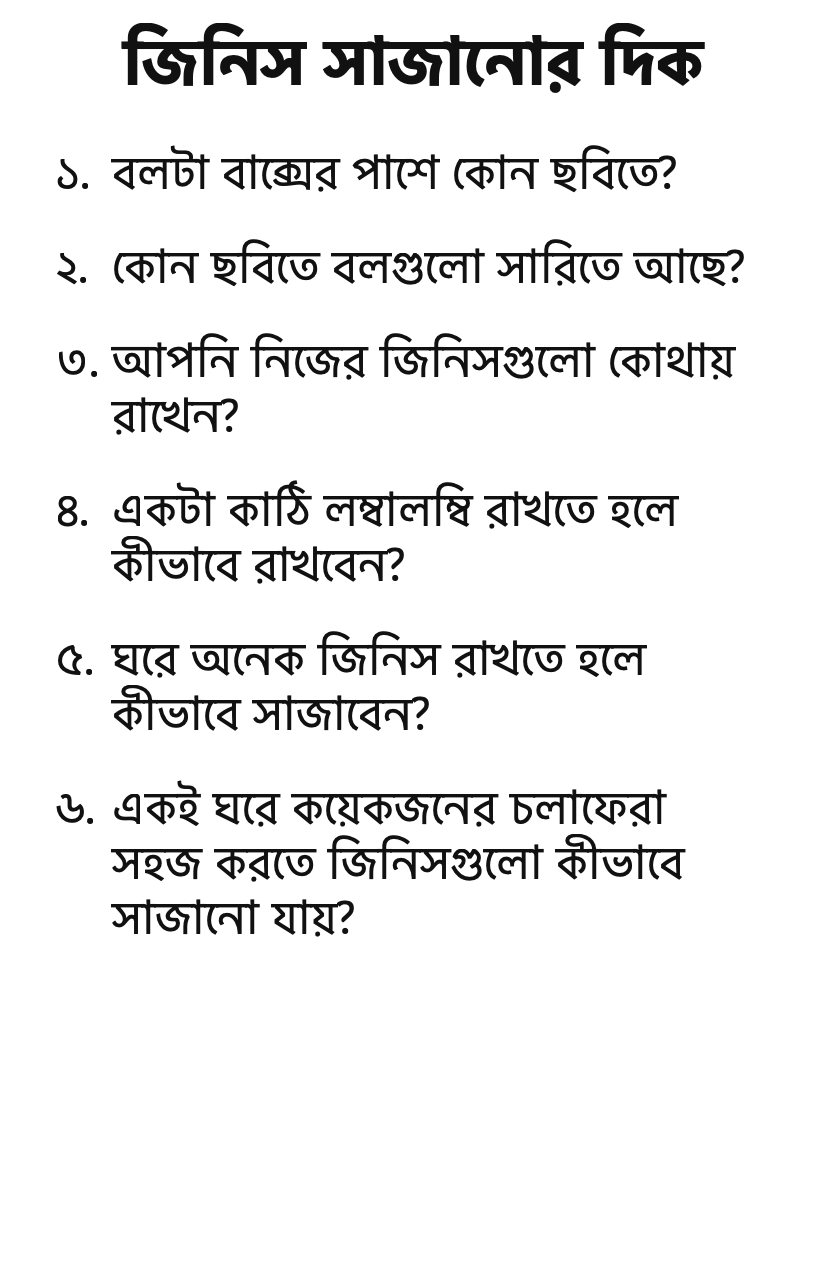 জিনিস সাজানোর দিক
১. বলটা বাক্সের পাশে কোন ছবিতে?
২. কোন ছবিতে বলগুলো সারিতে আছে?
৩. আপনি নিজের জিনিসগুলো কোথায়
রাখেন?
৪. একটা কাঠি লম্বালম্বি রাখতে হলে
কীভাবে রাখবেন?
৫. ঘরে অনেক জিনিস রাখতে হলে
কীভাবে সাজাবেন?
৬. একই ঘরে কয়েকজনের চলাফেরা
সহজ করতে জিনিসগুলো কীভাবে
সাজানো যায়?